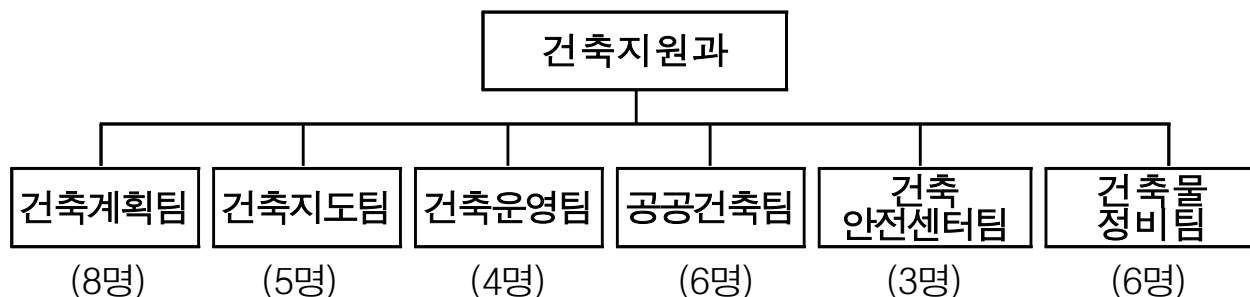 건축지원과
건축계획팀 건축지도팀 건축운영팀 공공건축팀 건축 안전센터팀 건축물 정비팀
(8명) (5명) (4명) (6명) (3명) (6명)